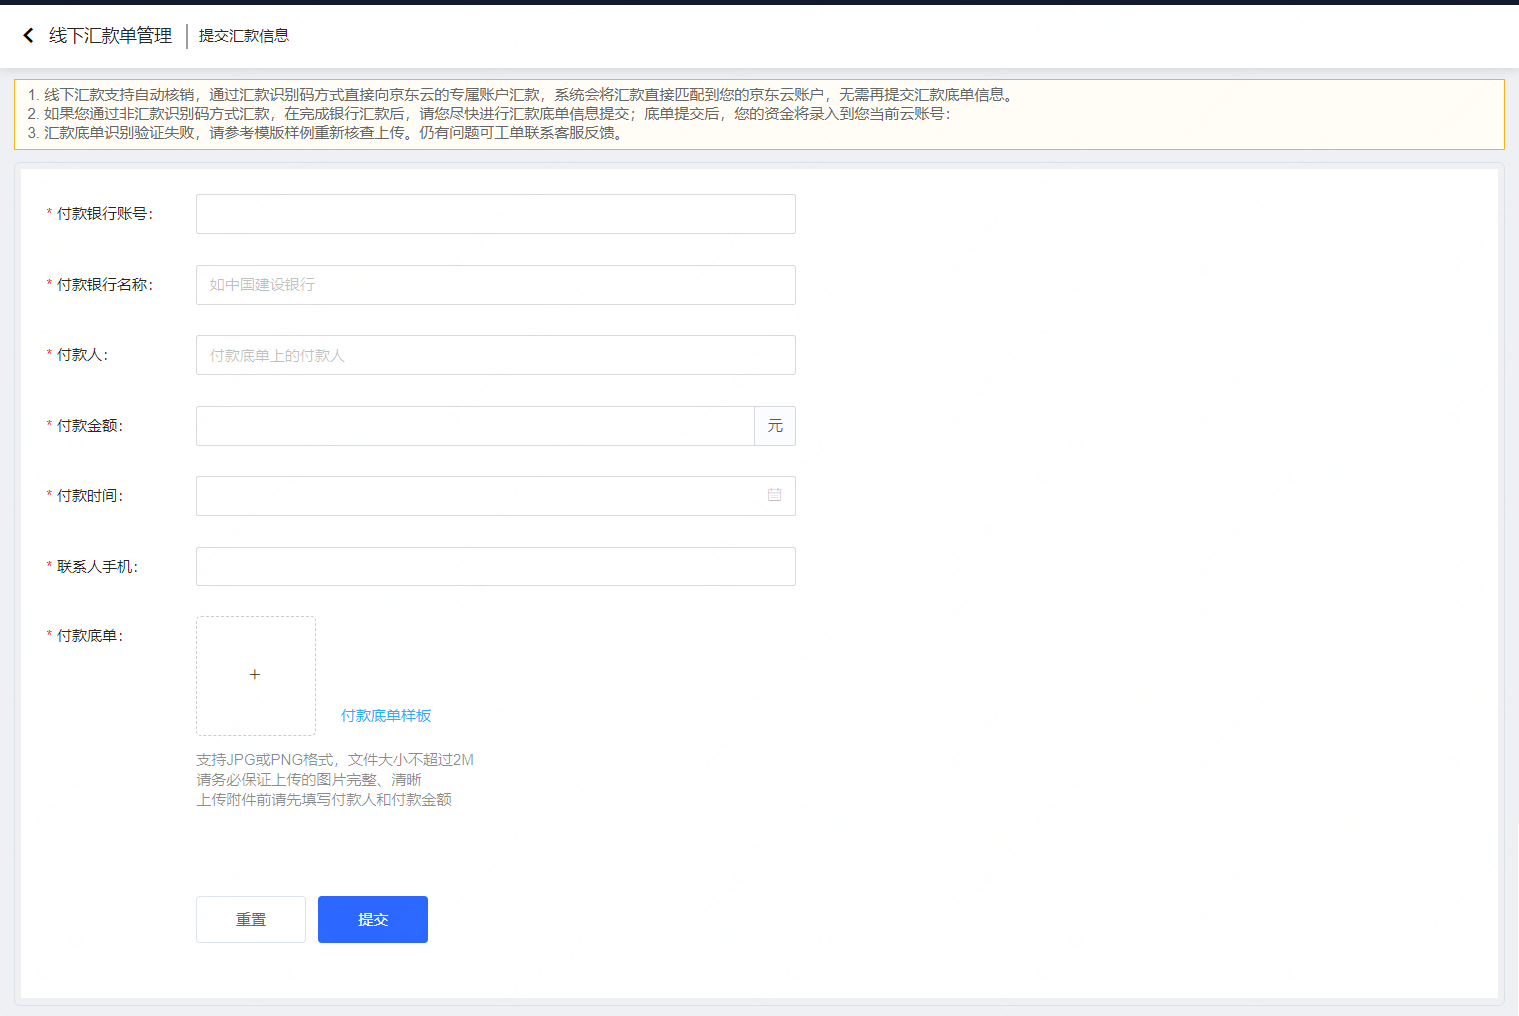 线下汇款单管理 提交汇款信息
1. 线下汇款支持自动核销，通过汇款识别码方式直接向京东云的专属账户汇款，系统会将汇款直接匹配到您的京东云账户，无需再提交汇款底单信息。
2. 如果您通过非汇款识别码方式汇款，在完成银行汇款后，请您尽快进行汇款底单信息提交；底单提交后，您的资金将录入到您当前云账号：
3. 汇款底单识别验证失败，请参考模版样例重新核查上传。仍有问题可工单联系客服反馈。
* 付款银行账号：
* 付款银行名称： 如中国建设银行
* 付款人： 付款底单上的付款人
* 付款金额： 元
* 付款时间：
* 联系人手机：
* 付款底单：
+
付款底单样板
支持JPG或PNG格式，文件大小不超过2M
请务必保证上传的图片完整、清晰
上传附件前请先填写付款人和付款金额
重置 提交